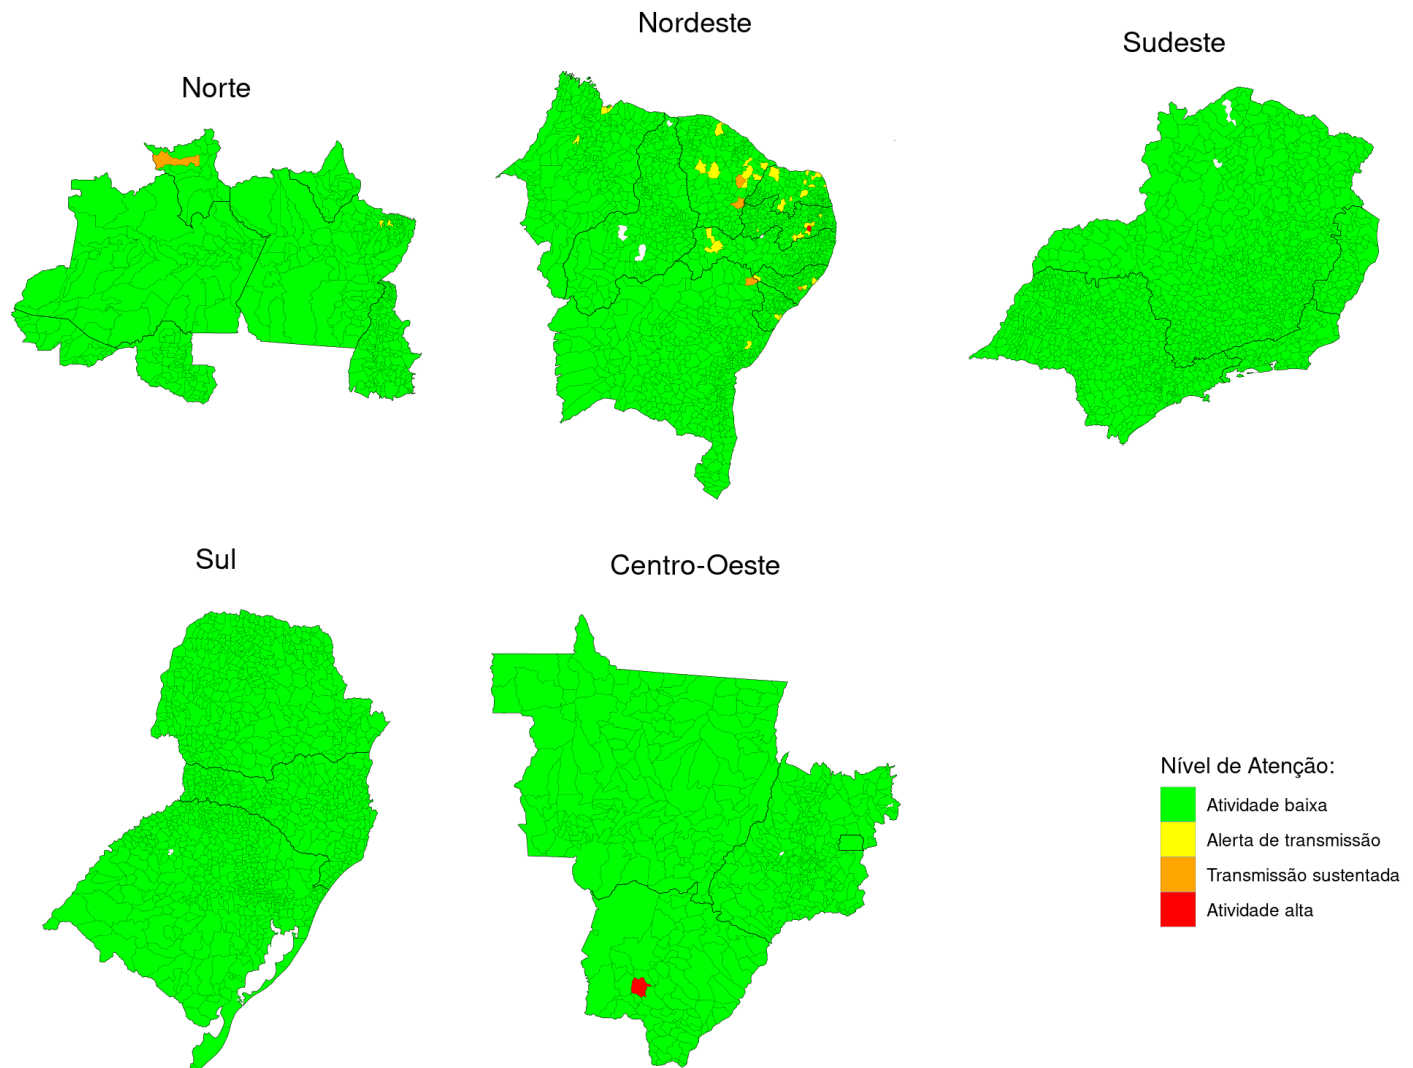 Nordeste
Sudeste
Norte
Sul
Centro-Oeste
Nível de Atenção:
Atividade baixa
Alerta de transmissão
Transmissão sustentada
Atividade alta